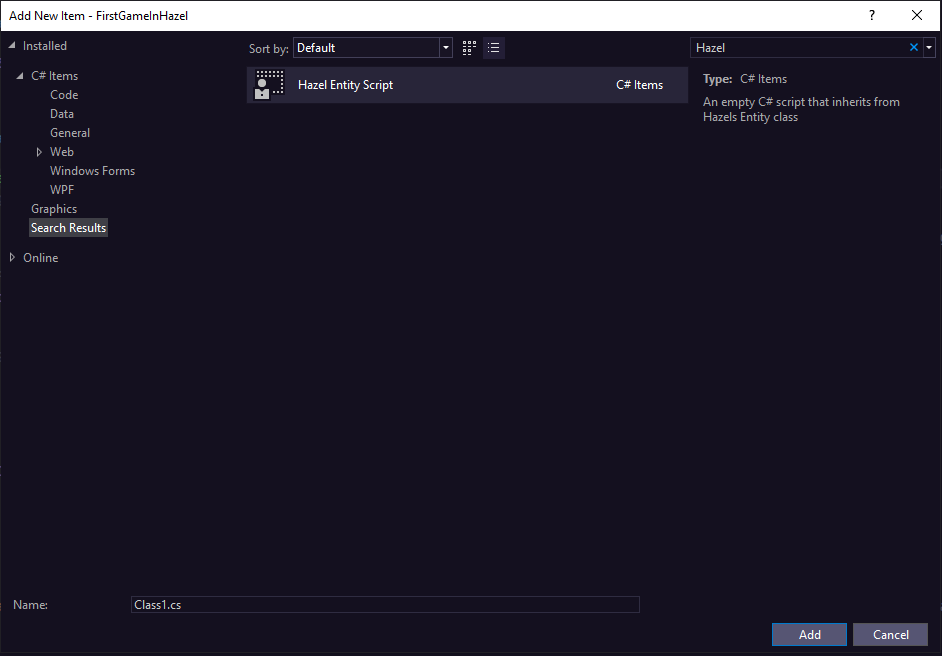 Add New Item - FirstGameInHazel
?
Installed
C# Items
Code
Data
General
Web
Windows Forms
WPF
Graphics
Search Results
Online
Sort by: Default
Hazel Entity Script C# Items
Hazel
Type: C# Items
An empty C# script that inherits from
Hazels Entity class
Name: Class1.cs
Add Cancel